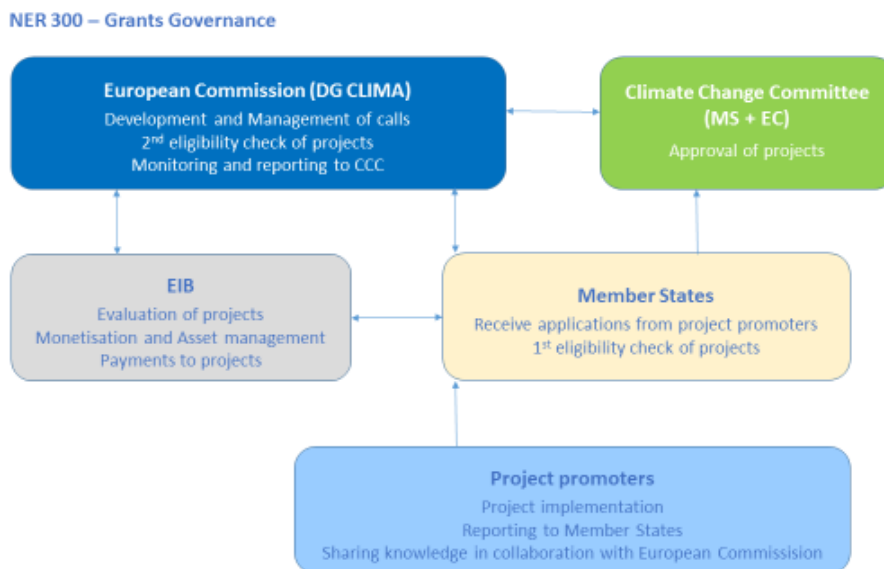 NER 300 – Grants Governance
European Commission (DG CLIMA)
Development and Management of calls
2nd eligibility check of projects
Monitoring and reporting to CCC
Climate Change Committee
(MS + EC)
Approval of projects
EIB
Evaluation of projects
Monetisation and Asset management
Payments to projects
Member States
Receive applications from project promoters
1st eligibility check of projects
Project promoters
Project implementation
Reporting to Member States
Sharing knowledge in collaboration with European Commissision